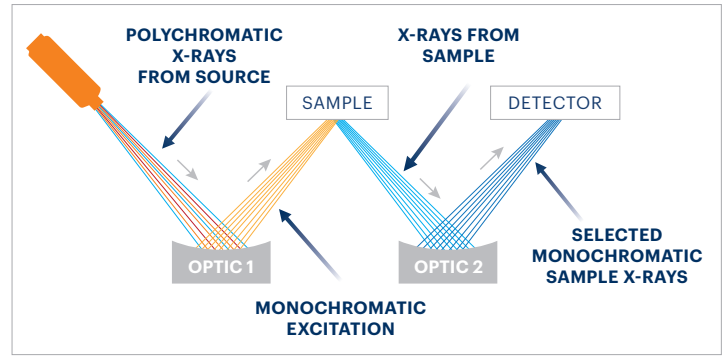 POLYCHROMATIC
X-RAYS
FROM SOURCE
X-RAYS FROM
SAMPLE
SAMPLE
DETECTOR
OPTIC 1
OPTIC 2
MONOCHROMATIC
EXCITATION
SELECTED
MONOCHROMATIC
SAMPLE X-RAYS